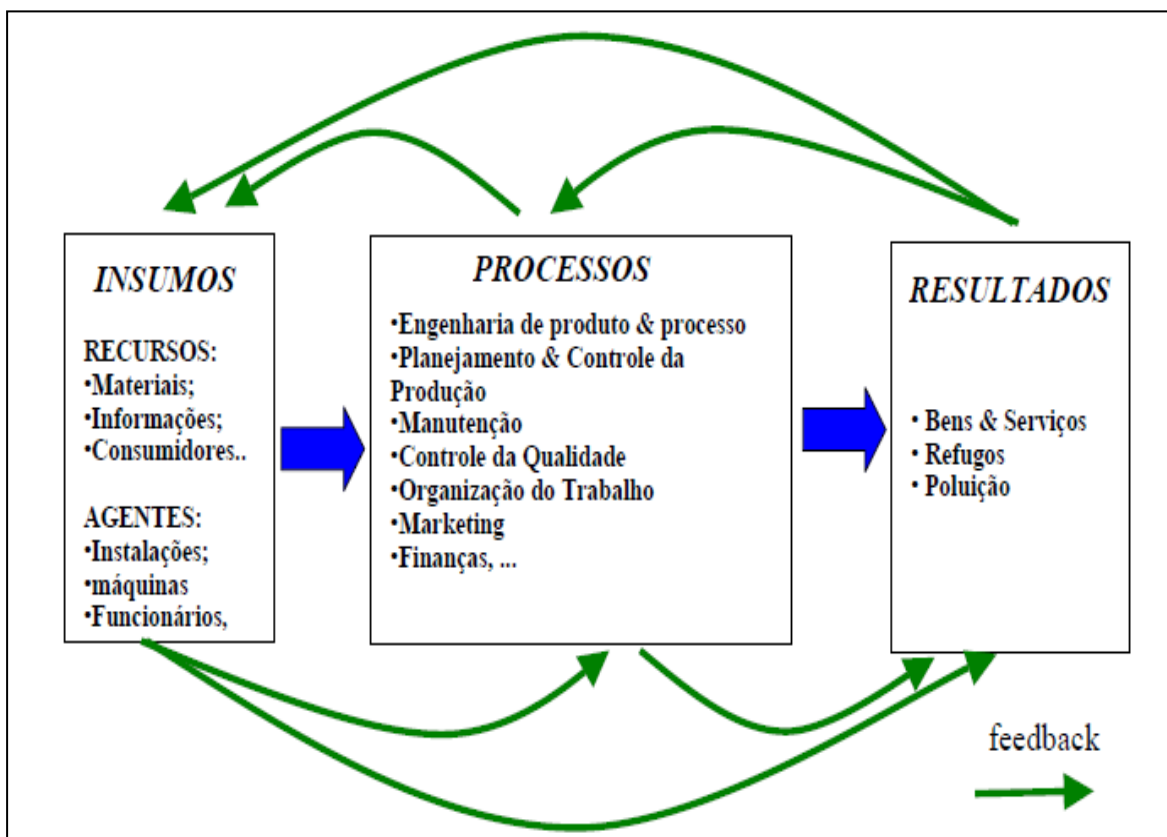 INSUMOS
RECURSOS:
•Materiais;
•Informações;
•Consumidores..
AGENTES:
•Instalações;
•máquinas
•Funcionários,
PROCESSOS
•Engenharia de produto & processo
•Planejamento & Controle da
Produção
•Manutenção
•Controle da Qualidade
•Organização do Trabalho
•Marketing
•Finanças, ...
RESULTADOS
• Bens & Serviços
• Refugos
• Poluição
feedback